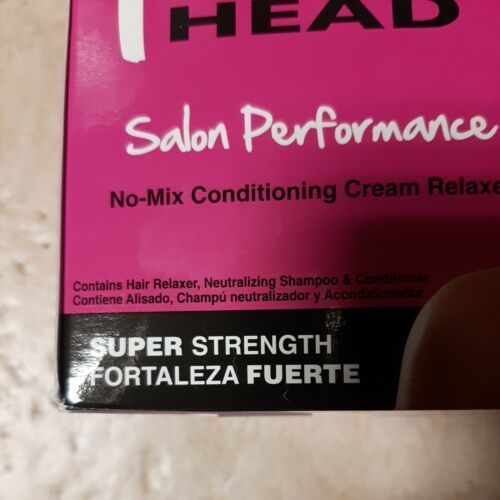 HEAD
Salon Performance
No-Mix Conditioning Cream Relaxe
Contains Hair Relaxer, Neutralizing Shampoo & Conditioner
Contiene Alisado, Champú neutralizador y Acondicionador
SUPER STRENGTH
FORTALEZA FUERTE